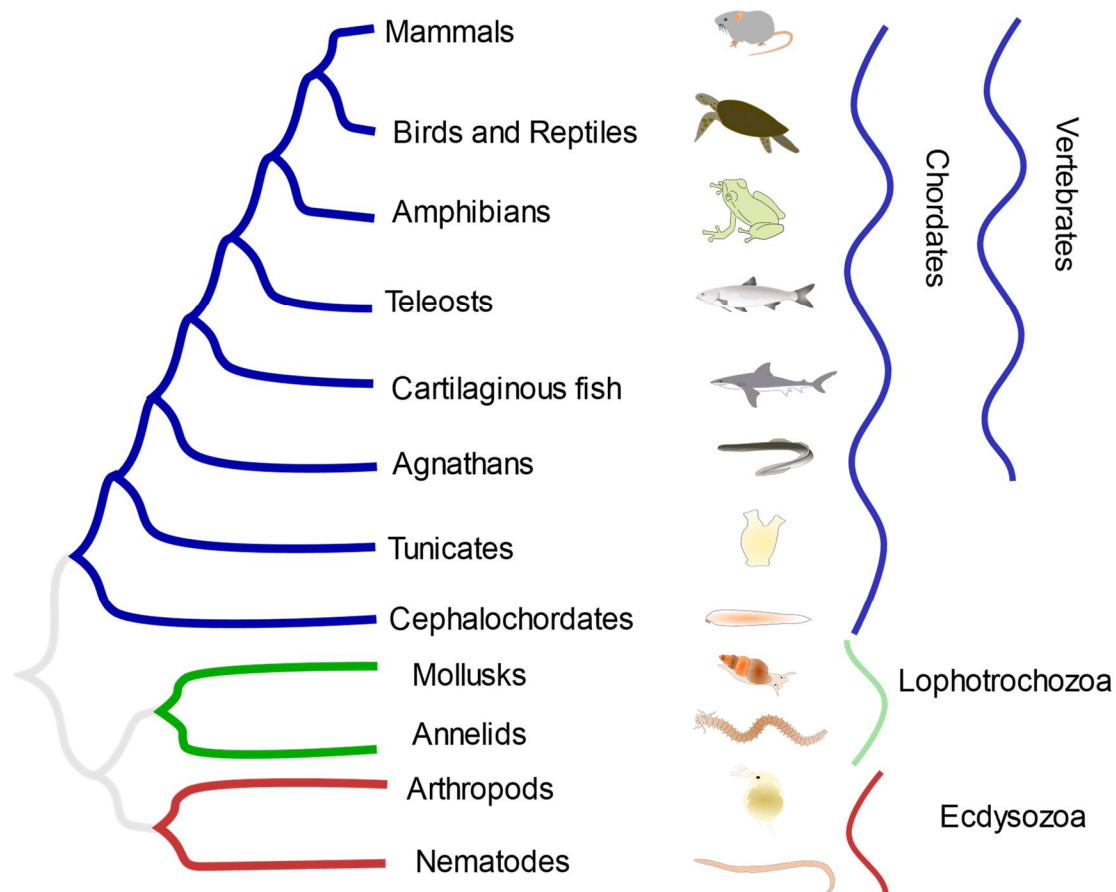 Mammals
Birds and Reptiles
Amphibians
Teleosts
Cartilaginous fish
Agnathans
Tunicates
Cephalochordates
Mollusks
Annelids
Arthropods
Nematodes
Chordates
Vertebrates
Lophotrochozoa
Ecdysozoa